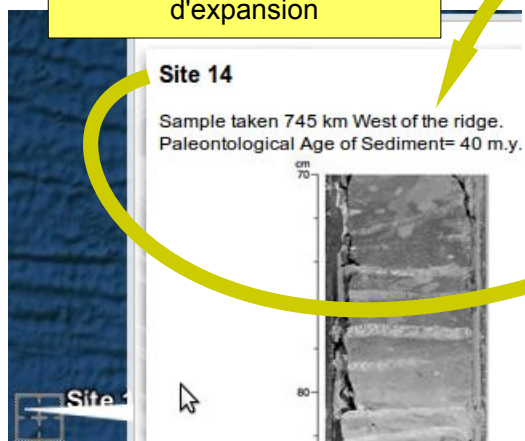 d'expansion
Site 14
Sample taken 745 km West of the ridge.
Paleontological Age of Sediment= 40 m.y.
cm
70
80
Site